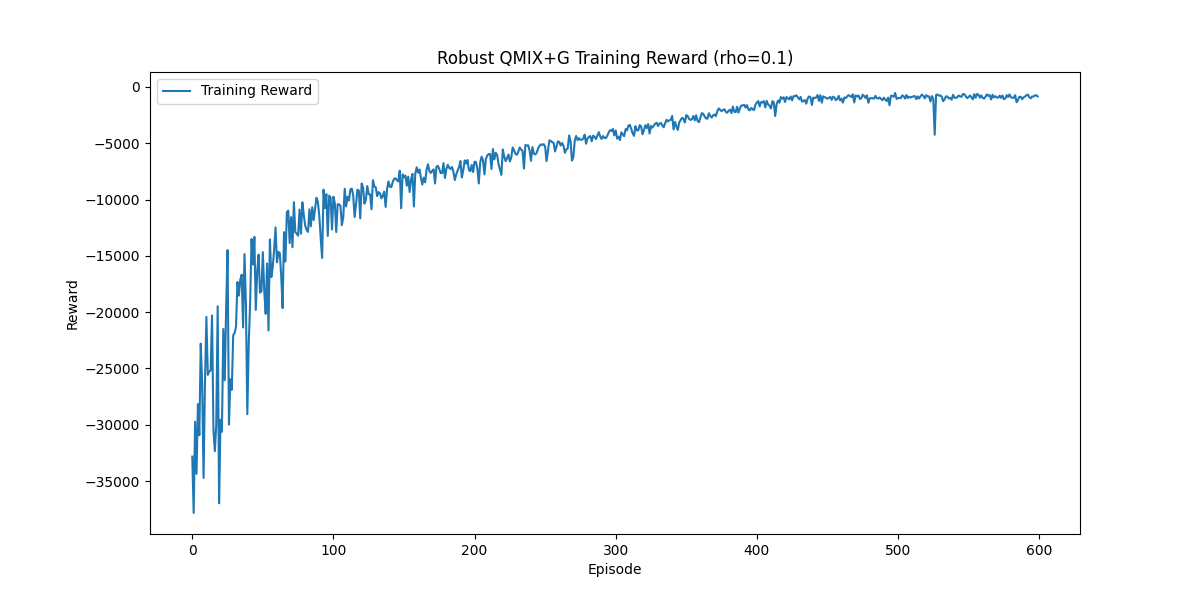 Robust QMIX+G Training Reward (rho=0.1)
Training Reward
0
−5000
−10000
−15000
−20000
−25000
−30000
−35000
Reward
0 100 200 300 400 500 600
Episode